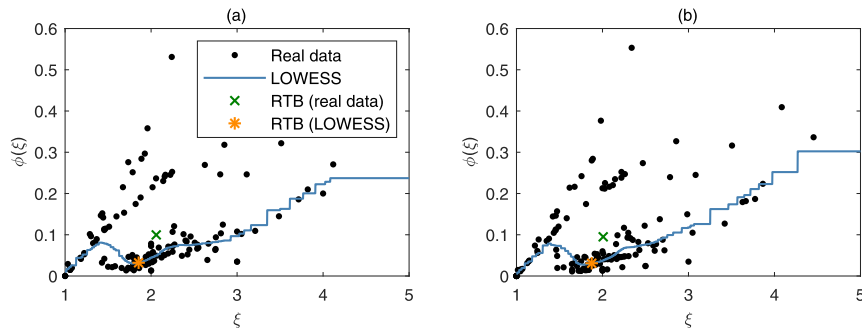 (a)
0.6
0.5
0.4
0.3
0.2
0.1
0
ϕ(ξ)
1
2
3
4
5
ξ
Real data
LOWESS
RTB (real data)
RTB (LOWESS)
(b)
0.6
0.5
0.4
0.3
0.2
0.1
0
ϕ(ξ)
1
2
3
4
5
ξ